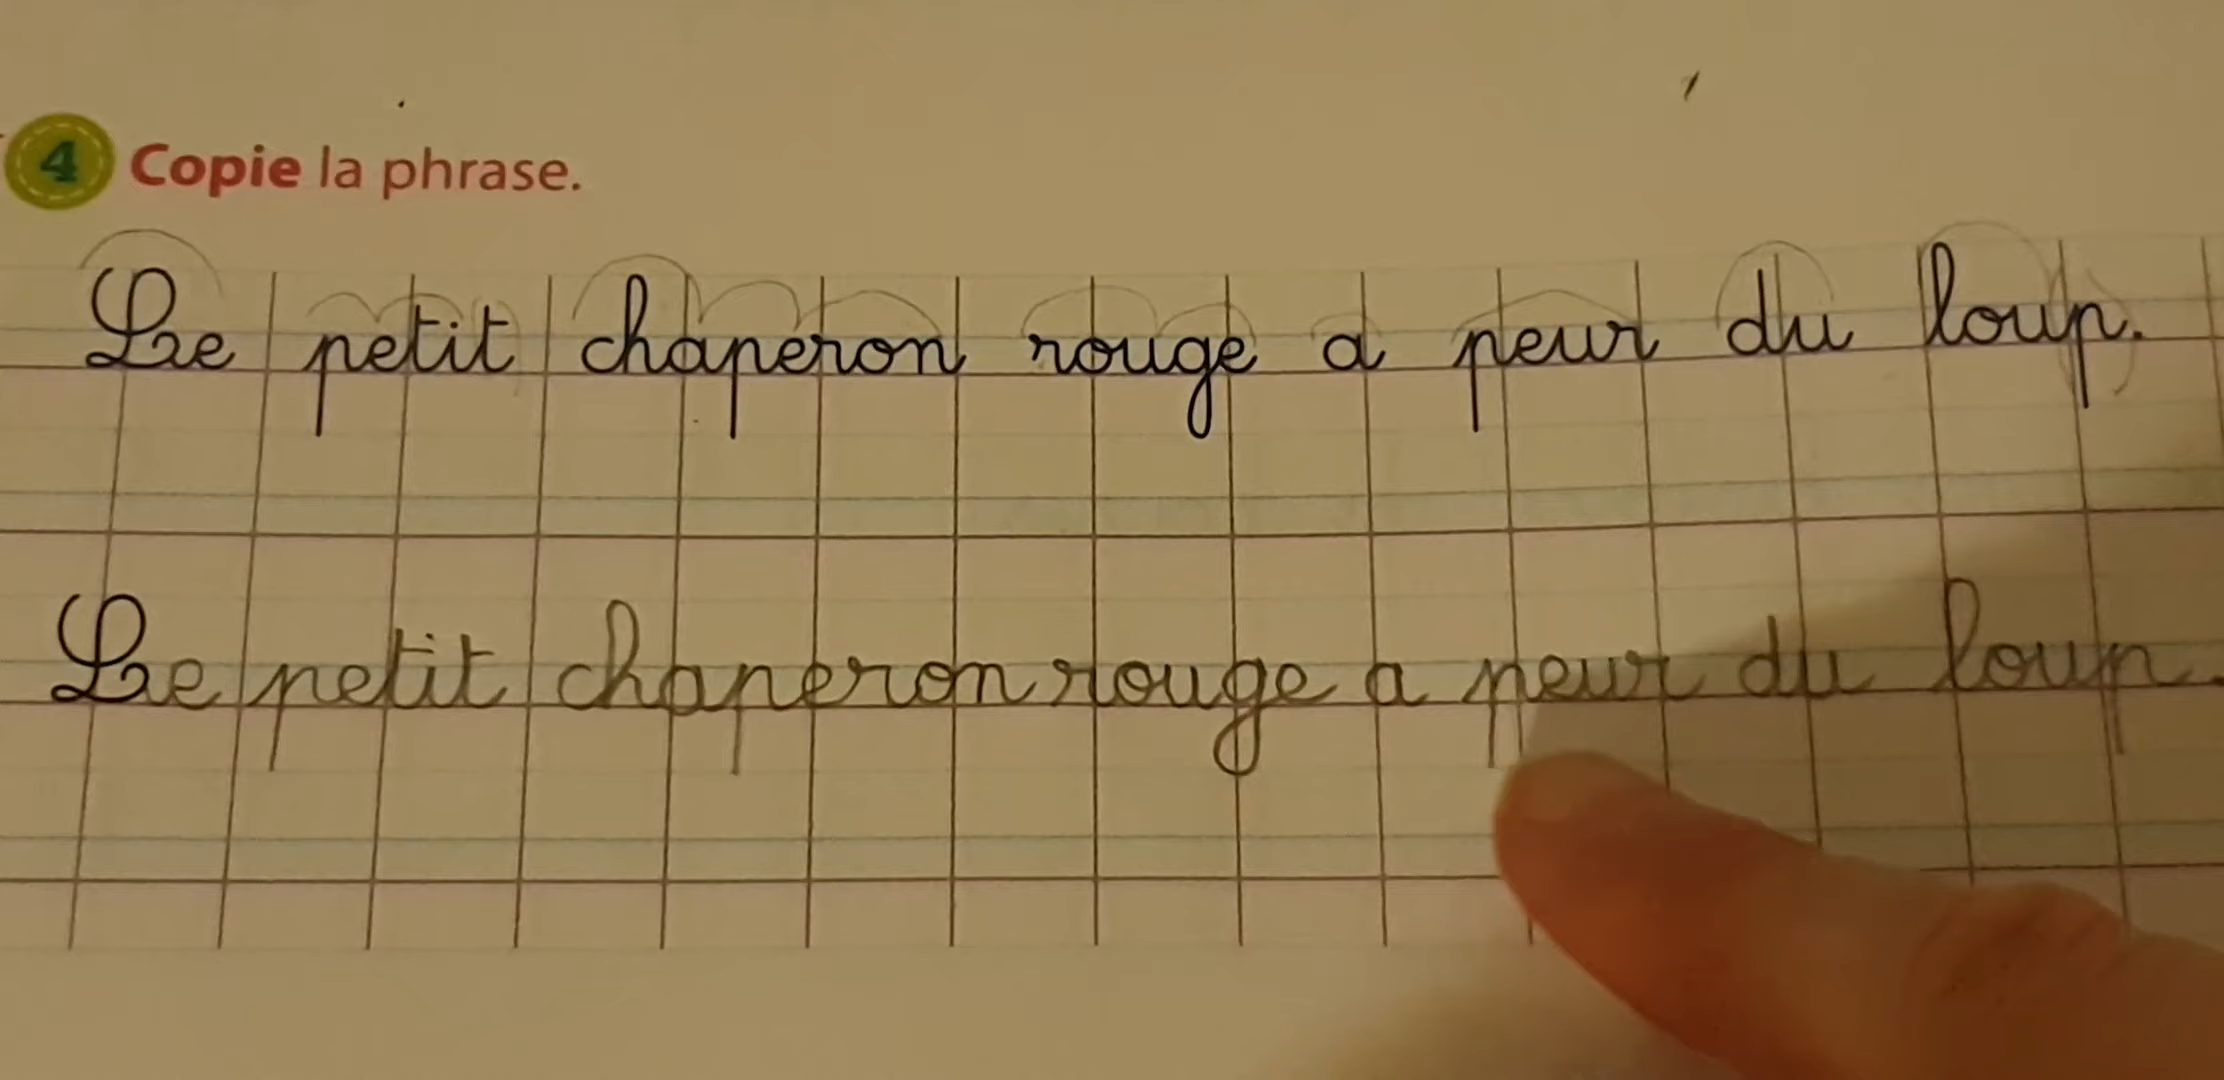 4 Copie la phrase.
Le petit chaperon rouge a peur du loup.
Le petit chaperon rouge a peur du loup.